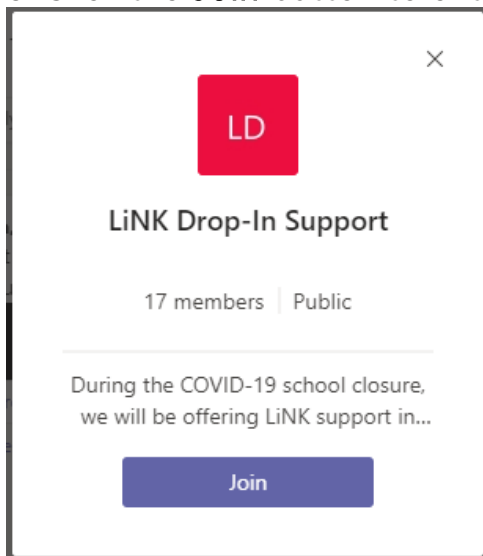 LD
LiNK Drop-In Support
17 members Public
During the COVID-19 school closure,
we will be offering LiNK support in...
Join